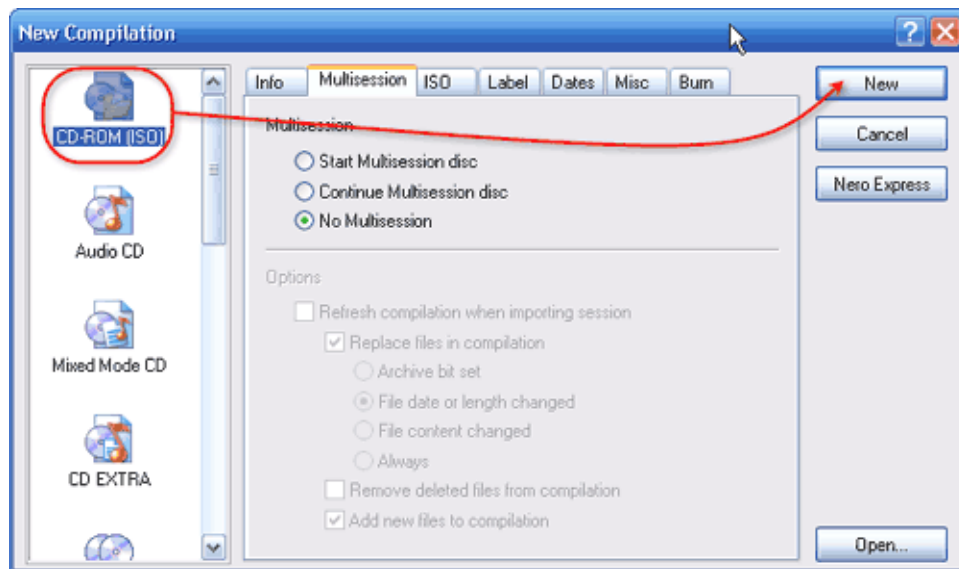 New Compilation
CD-ROM (ISO)
Audio CD
Mixed Mode CD
CD EXTRA
Info Multisession ISO Label Dates Misc Burn
Multisession
Start Multisession disc
Continue Multisession disc
No Multisession
Options
Refresh compilation when importing session
Replace files in compilation
Archive bit set
File date or length changed
File content changed
Always
Remove deleted files from compilation
Add new files to compilation
New
Cancel
Nero Express
Open...